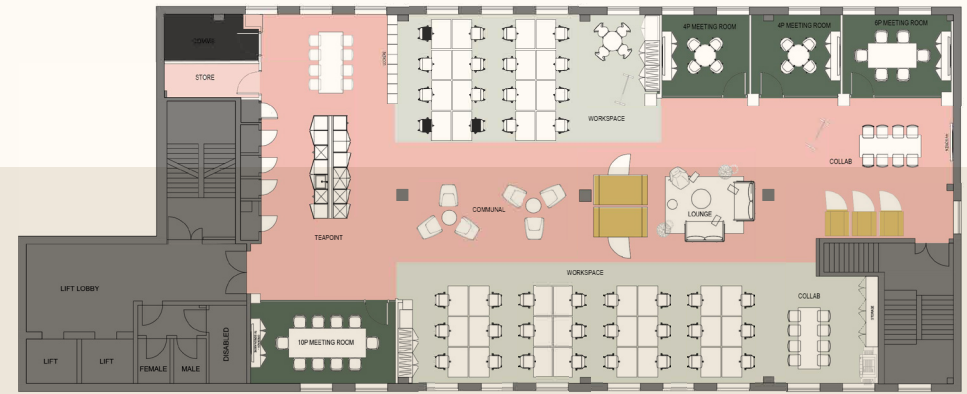 COMMS
STORE
4P MEETING ROOM
4P MEETING ROOM
6P MEETING ROOM
WORKSPACE
COLLAB
COMMUNAL
LOUNGE
TEAPOINT
WORKSPACE
LIFT LOBBY
COLLAB
STORAGE
10P MEETING ROOM
DISABLED
LIFT
LIFT
FEMALE
MALE